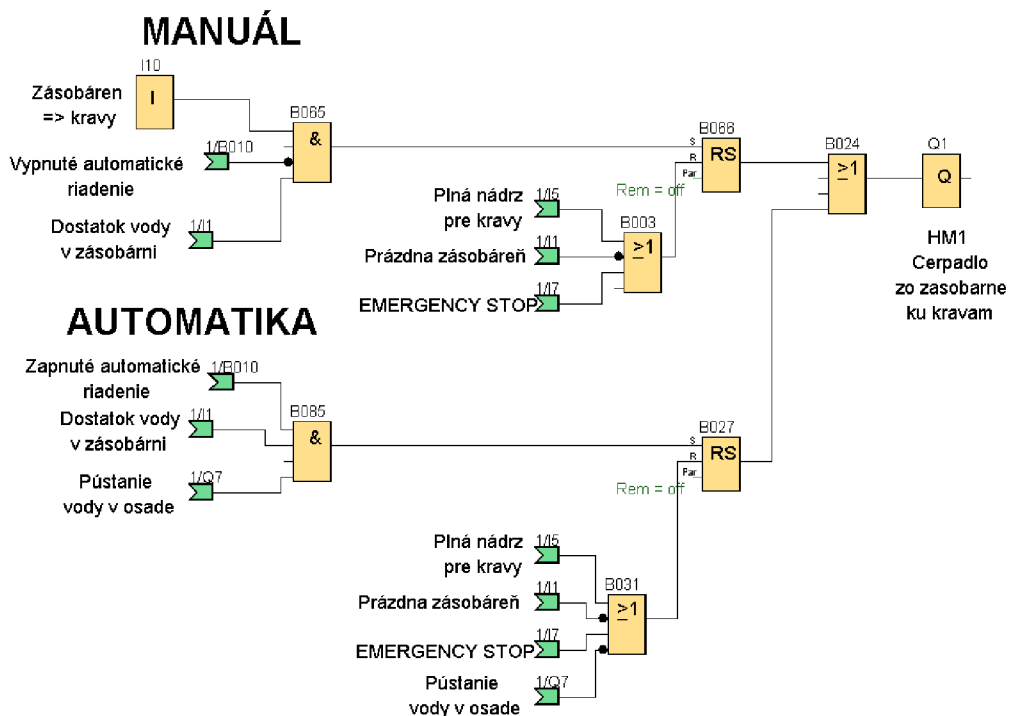 MANUÁL
I10
I
Zásobáren
=> kravy
B065
&
1/B010
Vypnuté automatické
riadenie
1/I1
Dostatok vody
v zásobárni
B066
S
R
Par
RS
Rem = off
B024
≥1
Q1
Q
HM1
Cerpadlo
zo zasobarne
ku kravam
1/I5
Plná nádrz
pre kravy
B003
≥1
1/I1
Prázdna zásobáreň
1/I7
EMERGENCY STOP
AUTOMATIKA
1/B010
Zapnuté automatické
riadenie
1/I1
Dostatok vody
v zásobárni
B085
&
1/Q7
Pústanie
vody v osade
B027
S
R
Par
RS
Rem = off
1/I5
Plná nádrz
pre kravy
B031
≥1
1/I1
Prázdna zásobáreň
1/I7
EMERGENCY STOP
1/Q7
Pústanie
vody v osade